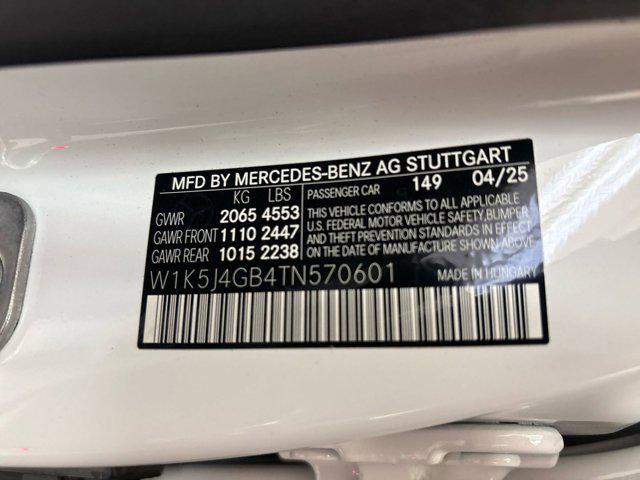 MFD BY MERCEDES-BENZ AG STUTTGART
KG LBS PASSENGER CAR 149 04/25
GVWR 2065 4553
GAWR FRONT 1110 2447
GAWR REAR 1015 2238
THIS VEHICLE CONFORMS TO ALL APPLICABLE
U.S. FEDERAL MOTOR VEHICLE SAFETY, BUMPER
AND THEFT PREVENTION STANDARDS IN EFFECT
ON THE DATE OF MANUFACTURE SHOWN ABOVE.
W1K5J4GB4TN570601 MADE IN HUNGARY